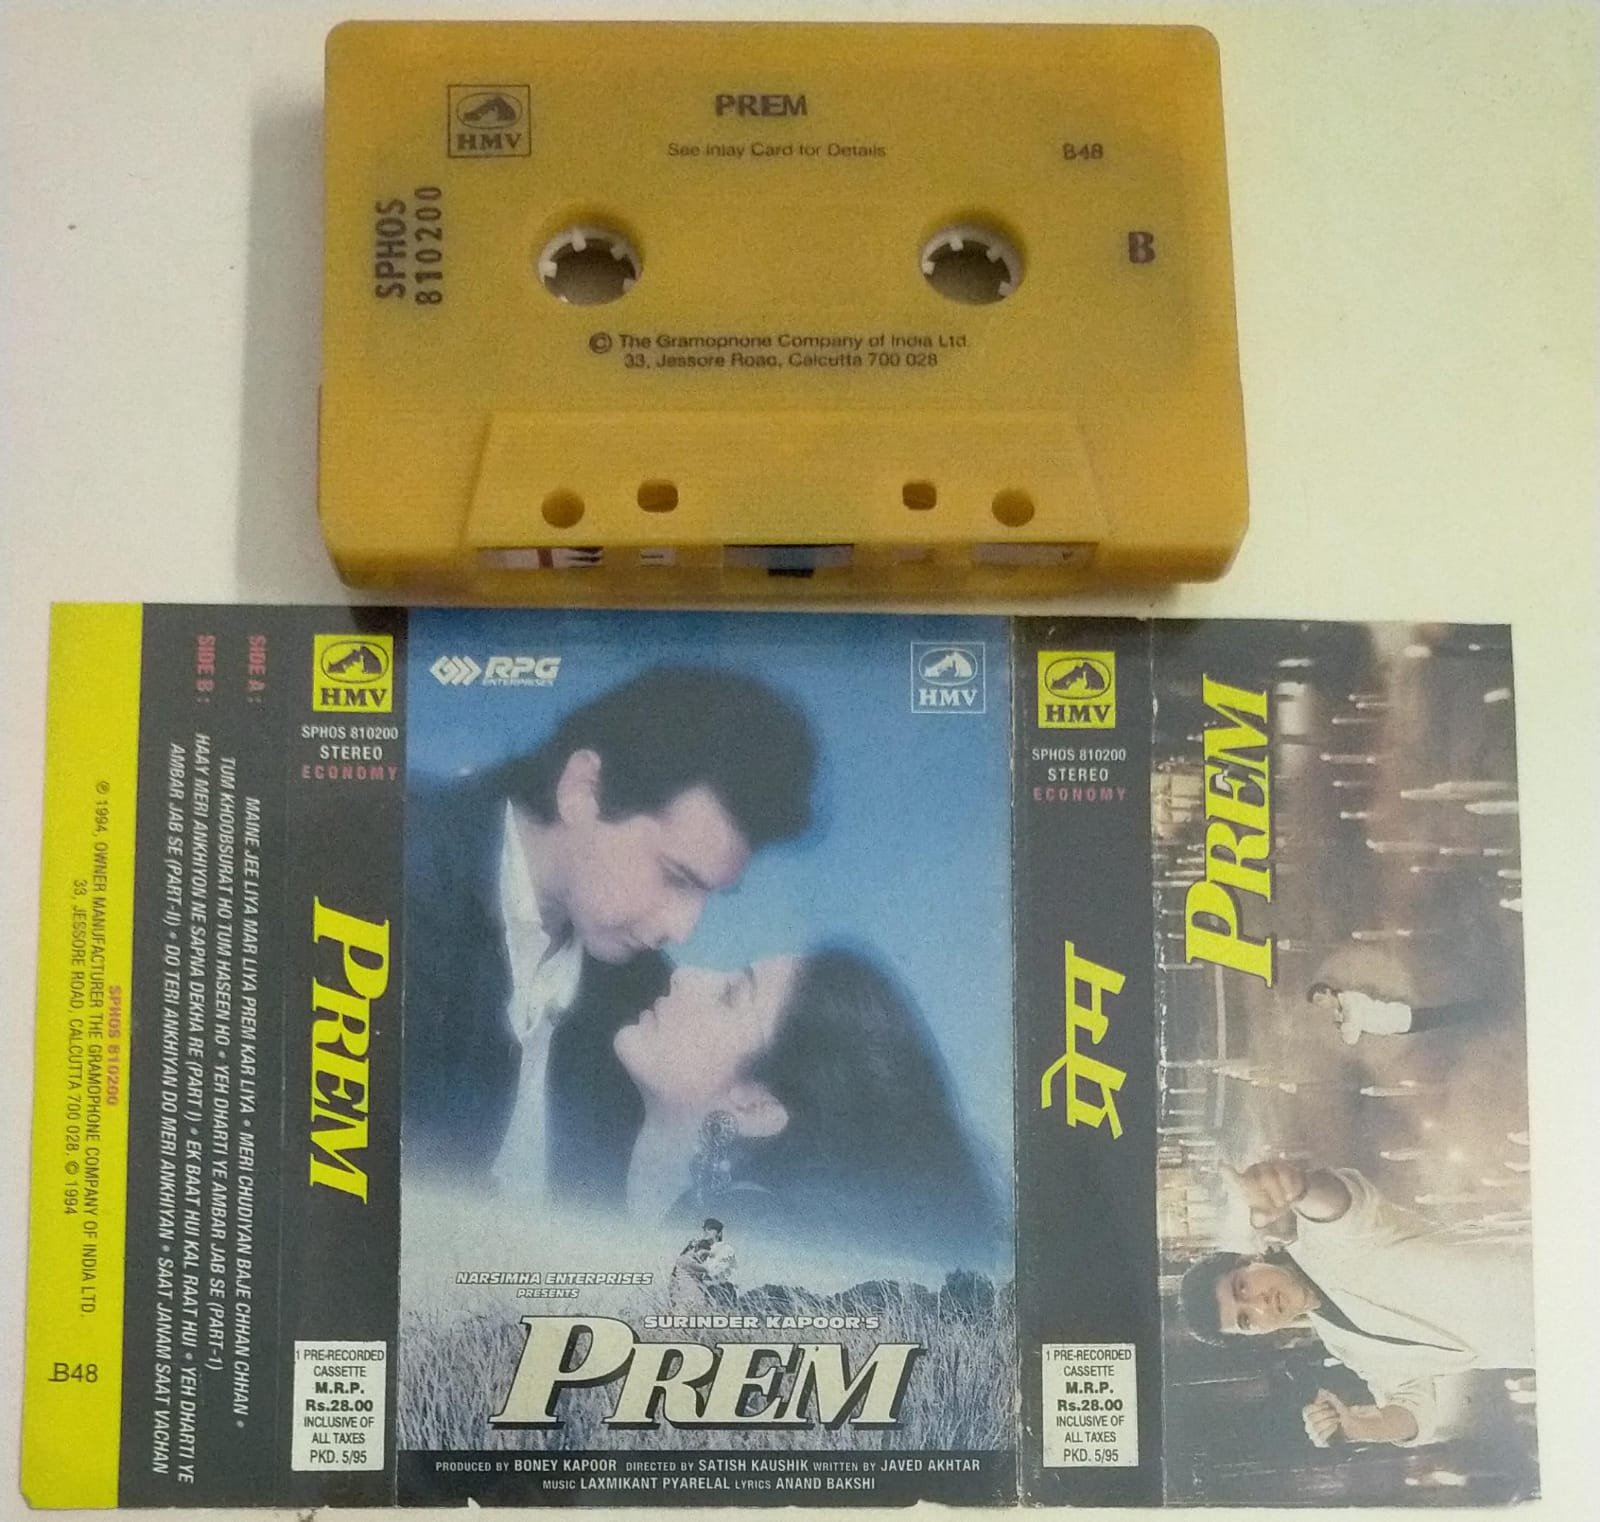 HMV
PREM
See Inlay Card for Details
B48
SPHOS
810200
B
© The Gramophone Company of India Ltd.
33, Jessore Road, Calcutta 700 028
SPHOS 810200
℗ 1994, OWNER MANUFACTURER THE GRAMOPHONE COMPANY OF INDIA LTD.
33, JESSORE ROAD, CALCUTTA 700 028. © 1994
B48
SIDE A:
MAINE JEE LIYA MAR LIYA PREM KAR LIYA • MERI CHUDIYAN BAJE CHHAN CHHAN •
TUM KHOOBSURAT HO TUM HASEEN HO • YEH DHARTI YE AMBAR JAB SE (PART-1)
SIDE B:
HAAY MERI ANKHIYON NE SAPNA DEKHA RE (PART I) • EK BAAT HUI KAL RAAT HUI • YEH DHARTI YE
AMBAR JAB SE (PART-II) • DO TERI ANKHIYAN DO MERI ANKHIYAN • SAAT JANAM SAAT VACHAN
HMV
SPHOS 810200
STEREO
ECONOMY
PREM
1 PRE-RECORDED
CASSETTE
M.R.P.
Rs.28.00
INCLUSIVE OF
ALL TAXES
PKD. 5/95
RPG
ENTERPRISES
HMV
NARSIMHA ENTERPRISES
PRESENTS
SURINDER KAPOOR'S
PREM
PRODUCED BY BONEY KAPOOR DIRECTED BY SATISH KAUSHIK WRITTEN BY JAVED AKHTAR
MUSIC LAXMIKANT PYARELAL LYRICS ANAND BAKSHI
HMV
SPHOS 810200
STEREO
ECONOMY
प्रेम
1 PRE-RECORDED
CASSETTE
M.R.P.
Rs.28.00
INCLUSIVE OF
ALL TAXES
PKD. 5/95
PREM